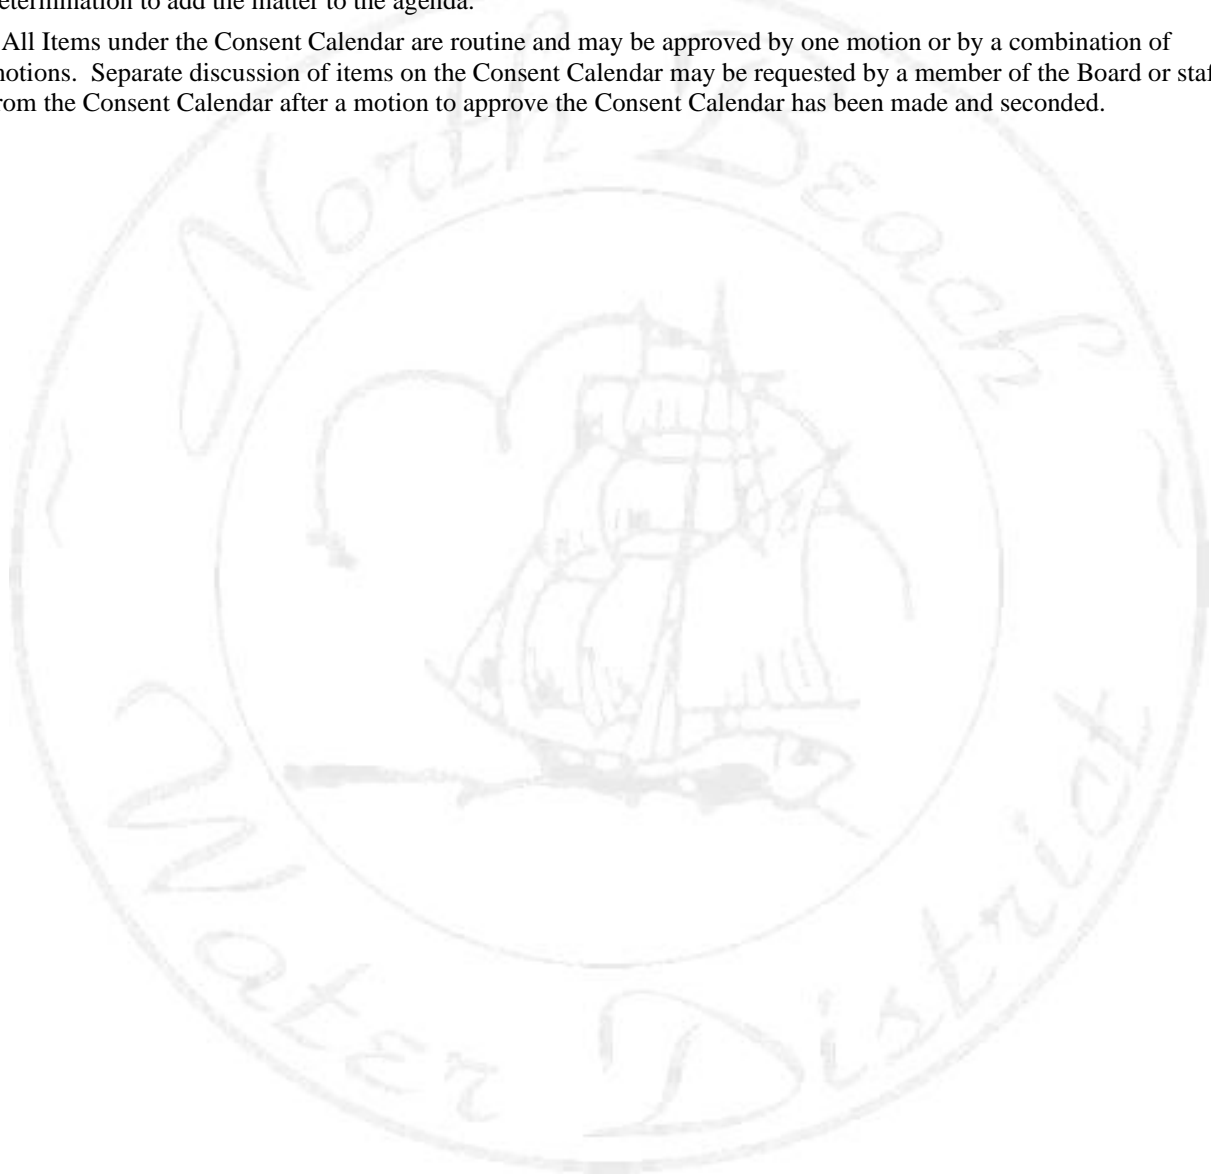 determination to add the matter to the agenda.
All Items under the Consent Calendar are routine and may be approved by one motion or by a combination of
motions. Separate discussion of items on the Consent Calendar may be requested by a member of the Board or staff
from the Consent Calendar after a motion to approve the Consent Calendar has been made and seconded.
North Beach
Water District